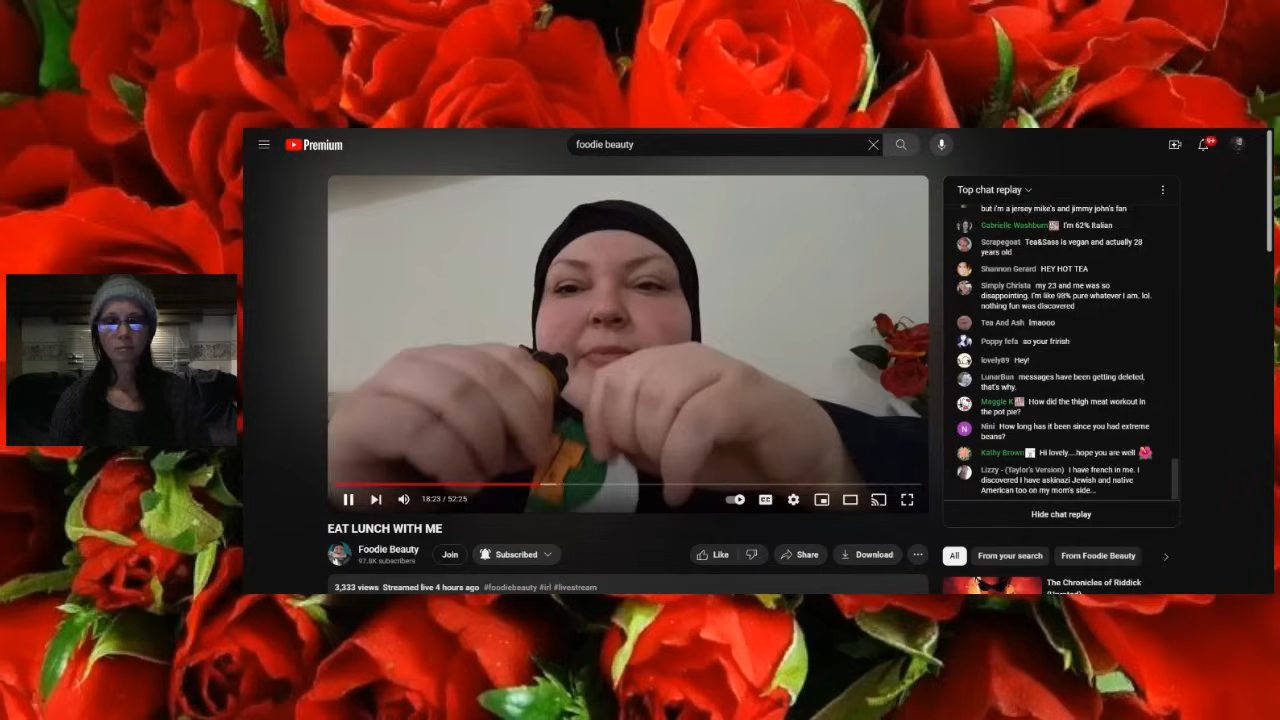 Premium
foodie beauty
9+
Top chat replay
but i'm a jersey mike's and jimmy john's fan
Gabrielle Washburn I'm 62% Italian
Scrapegoat Tea&Sass is vegan and actually 28
years old
Shannon Gerard HEY HOT TEA
Simply Christa my 23 and me was so
disappointing. I'm like 98% pure whatever I am. lol.
nothing fun was discovered
Tea And Ash lmaooo
Poppy fefa so your frirish
lovely89 Hey!
LunarBun messages have been getting deleted,
that's why.
Maggie K How did the thigh meat workout in
the pot pie?
N
Nini How long has it been since you had extreme
beans?
Kathy Brown Hi lovely....hope you are well
Lizzy - (Taylor's Version) I have french in me. I
discovered I have askinazi Jewish and native
American too on my mom's side...
Hide chat replay
18:23 / 52:25
CC
EAT LUNCH WITH ME
Foodie Beauty
97.8K subscribers
Join
Subscribed
Like
Share
Download
3,333 views Streamed live 4 hours ago #foodiebeauty #irl #livestream
All
From your search
From Foodie Beauty
The Chronicles of Riddick
(Unrated)